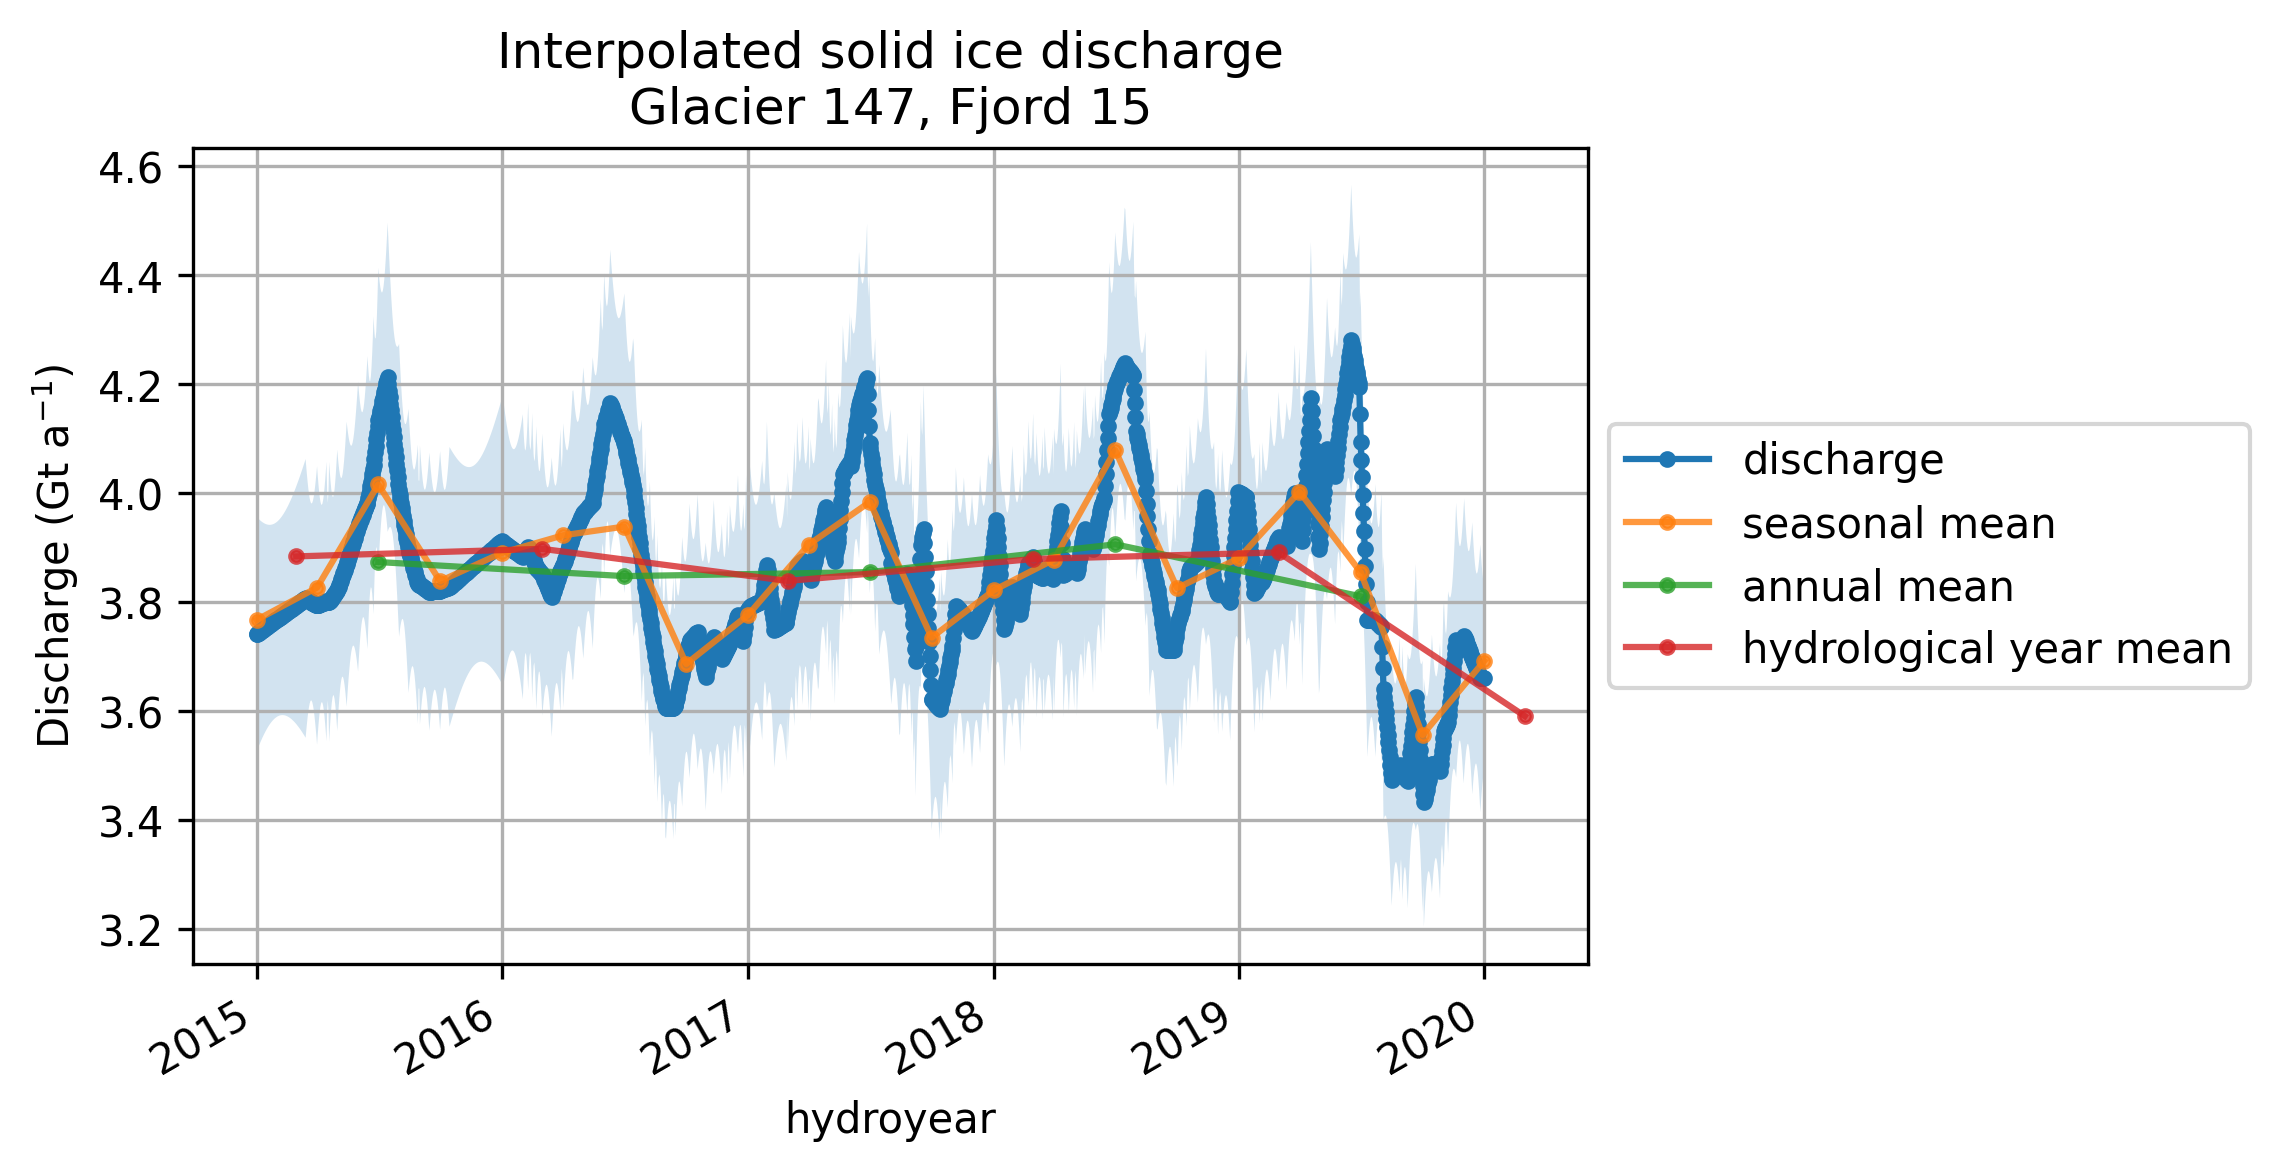 Interpolated solid ice discharge
Glacier 147, Fjord 15
Discharge (Gt a⁻¹)
4.6
4.4
4.2
4.0
3.8
3.6
3.4
3.2
2015
2016
2017
2018
2019
2020
hydroyear
discharge
seasonal mean
annual mean
hydrological year mean